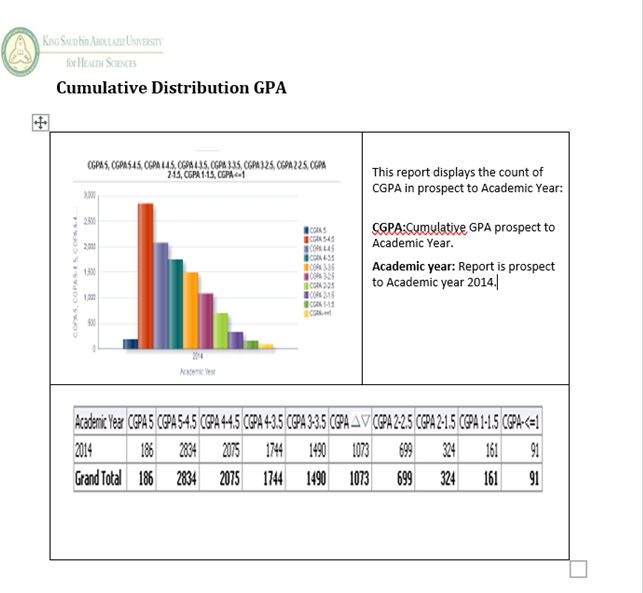 KING SAUD bin ABDULAZIZ UNIVERSITY
for HEALTH SCIENCES
Cumulative Distribution GPA
CGPA 5, CGPA 5-4.5, CGPA 4-4.5, CGPA 4-3.5, CGPA 3-3.5, CGPA 3-2.5, CGPA 2-2.5, CGPA
2-1.5, CGPA 1-1.5, CGPA-<=1
3,000
2,500
2,000
1,500
1,000
500
0
2014
Academic Year
CGPA 5
CGPA 5-4.5
CGPA 4-4.5
CGPA 4-3.5
CGPA 3-3.5
CGPA 3-2.5
CGPA 2-2.5
CGPA 2-1.5
CGPA 1-1.5
CGPA-<=1
This report displays the count of
CGPA in prospect to Academic Year:
CGPA:Cumulative GPA prospect to
Academic Year.
Academic year: Report is prospect
to Academic year 2014.
Academic Year CGPA 5 CGPA 5-4.5 CGPA 4-4.5 CGPA 4-3.5 CGPA 3-3.5 CGPA CGPA 2-2.5 CGPA 2-1.5 CGPA 1-1.5 CGPA-<=1
2014 186 2834 2075 1744 1490 1073 699 324 161 91
Grand Total 186 2834 2075 1744 1490 1073 699 324 161 91